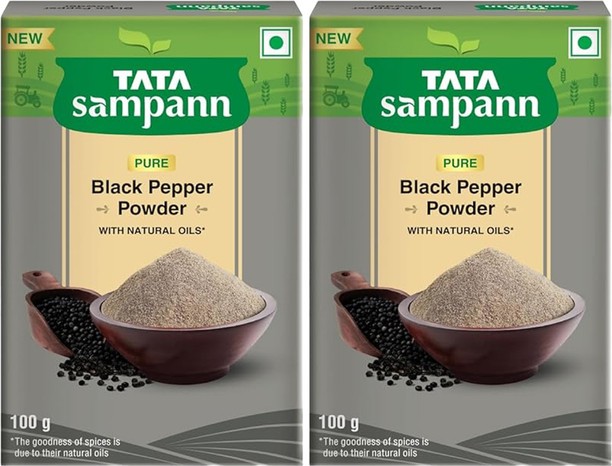 NEW
TATA
sampann
PURE
Black Pepper
Powder
WITH NATURAL OILS*
100 g
*The goodness of spices is
due to their natural oils
NEW
TATA
sampann
PURE
Black Pepper
Powder
WITH NATURAL OILS*
100 g
*The goodness of spices is
due to their natural oils